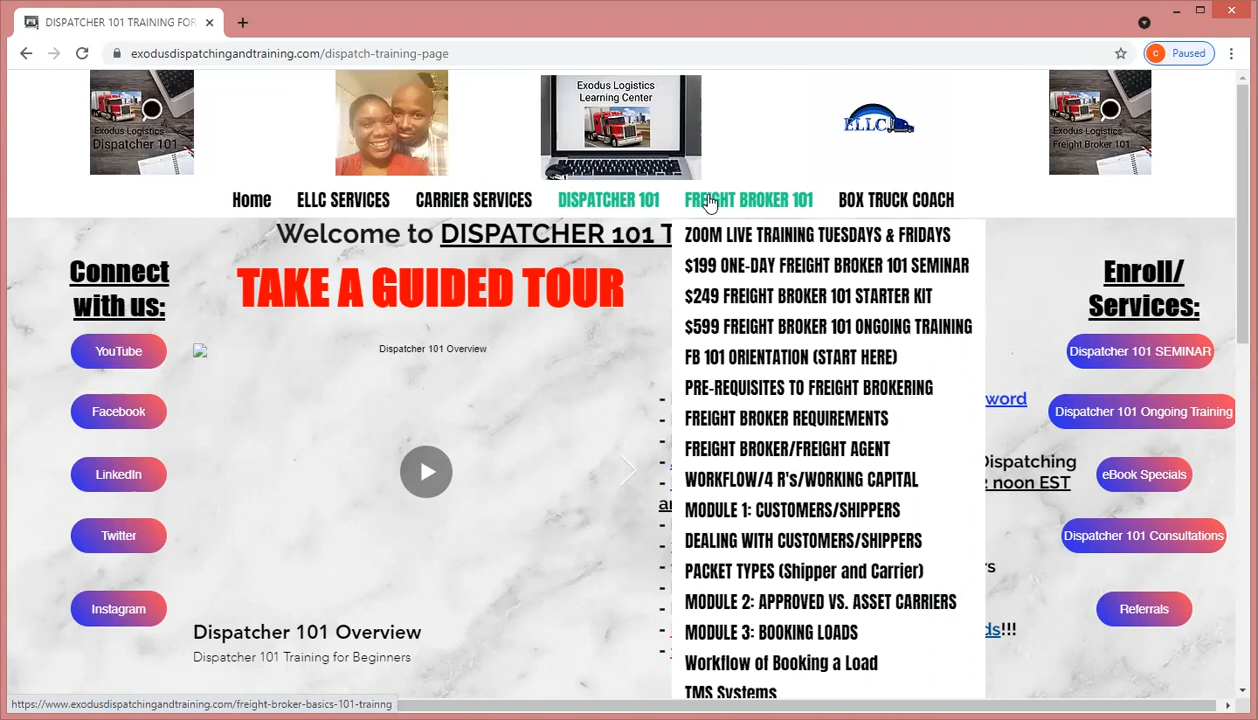 DISPATCHER 101 TRAINING FOR
exodusdispatchingandtraining.com/dispatch-training-page
C
Paused
Exodus Logistics
Dispatcher 101
Exodus Logistics
Learning Center
ELLC
Exodus Logistics
Freight Broker 101
Home
ELLC SERVICES
CARRIER SERVICES
DISPATCHER 101
FREIGHT BROKER 101
BOX TRUCK COACH
Welcome to DISPATCHER 101 T
TAKE A GUIDED TOUR
Connect
with us:
YouTube
Facebook
LinkedIn
Twitter
Instagram
Dispatcher 101 Overview
Dispatcher 101 Overview
Dispatcher 101 Training for Beginners
ZOOM LIVE TRAINING TUESDAYS & FRIDAYS
$199 ONE-DAY FREIGHT BROKER 101 SEMINAR
$249 FREIGHT BROKER 101 STARTER KIT
$599 FREIGHT BROKER 101 ONGOING TRAINING
FB 101 ORIENTATION (START HERE)
PRE-REQUISITES TO FREIGHT BROKERING
FREIGHT BROKER REQUIREMENTS
FREIGHT BROKER/FREIGHT AGENT
WORKFLOW/4 R's/WORKING CAPITAL
MODULE 1: CUSTOMERS/SHIPPERS
DEALING WITH CUSTOMERS/SHIPPERS
PACKET TYPES (Shipper and Carrier)
MODULE 2: APPROVED VS. ASSET CARRIERS
MODULE 3: BOOKING LOADS
Workflow of Booking a Load
TMS Systems
word
Dispatching
2 noon EST
rs
ds!!!
Enroll/
Services:
Dispatcher 101 SEMINAR
Dispatcher 101 Ongoing Training
eBook Specials
Dispatcher 101 Consultations
Referrals
https://www.exodusdispatchingandtraining.com/freight-broker-basics-101-trainng